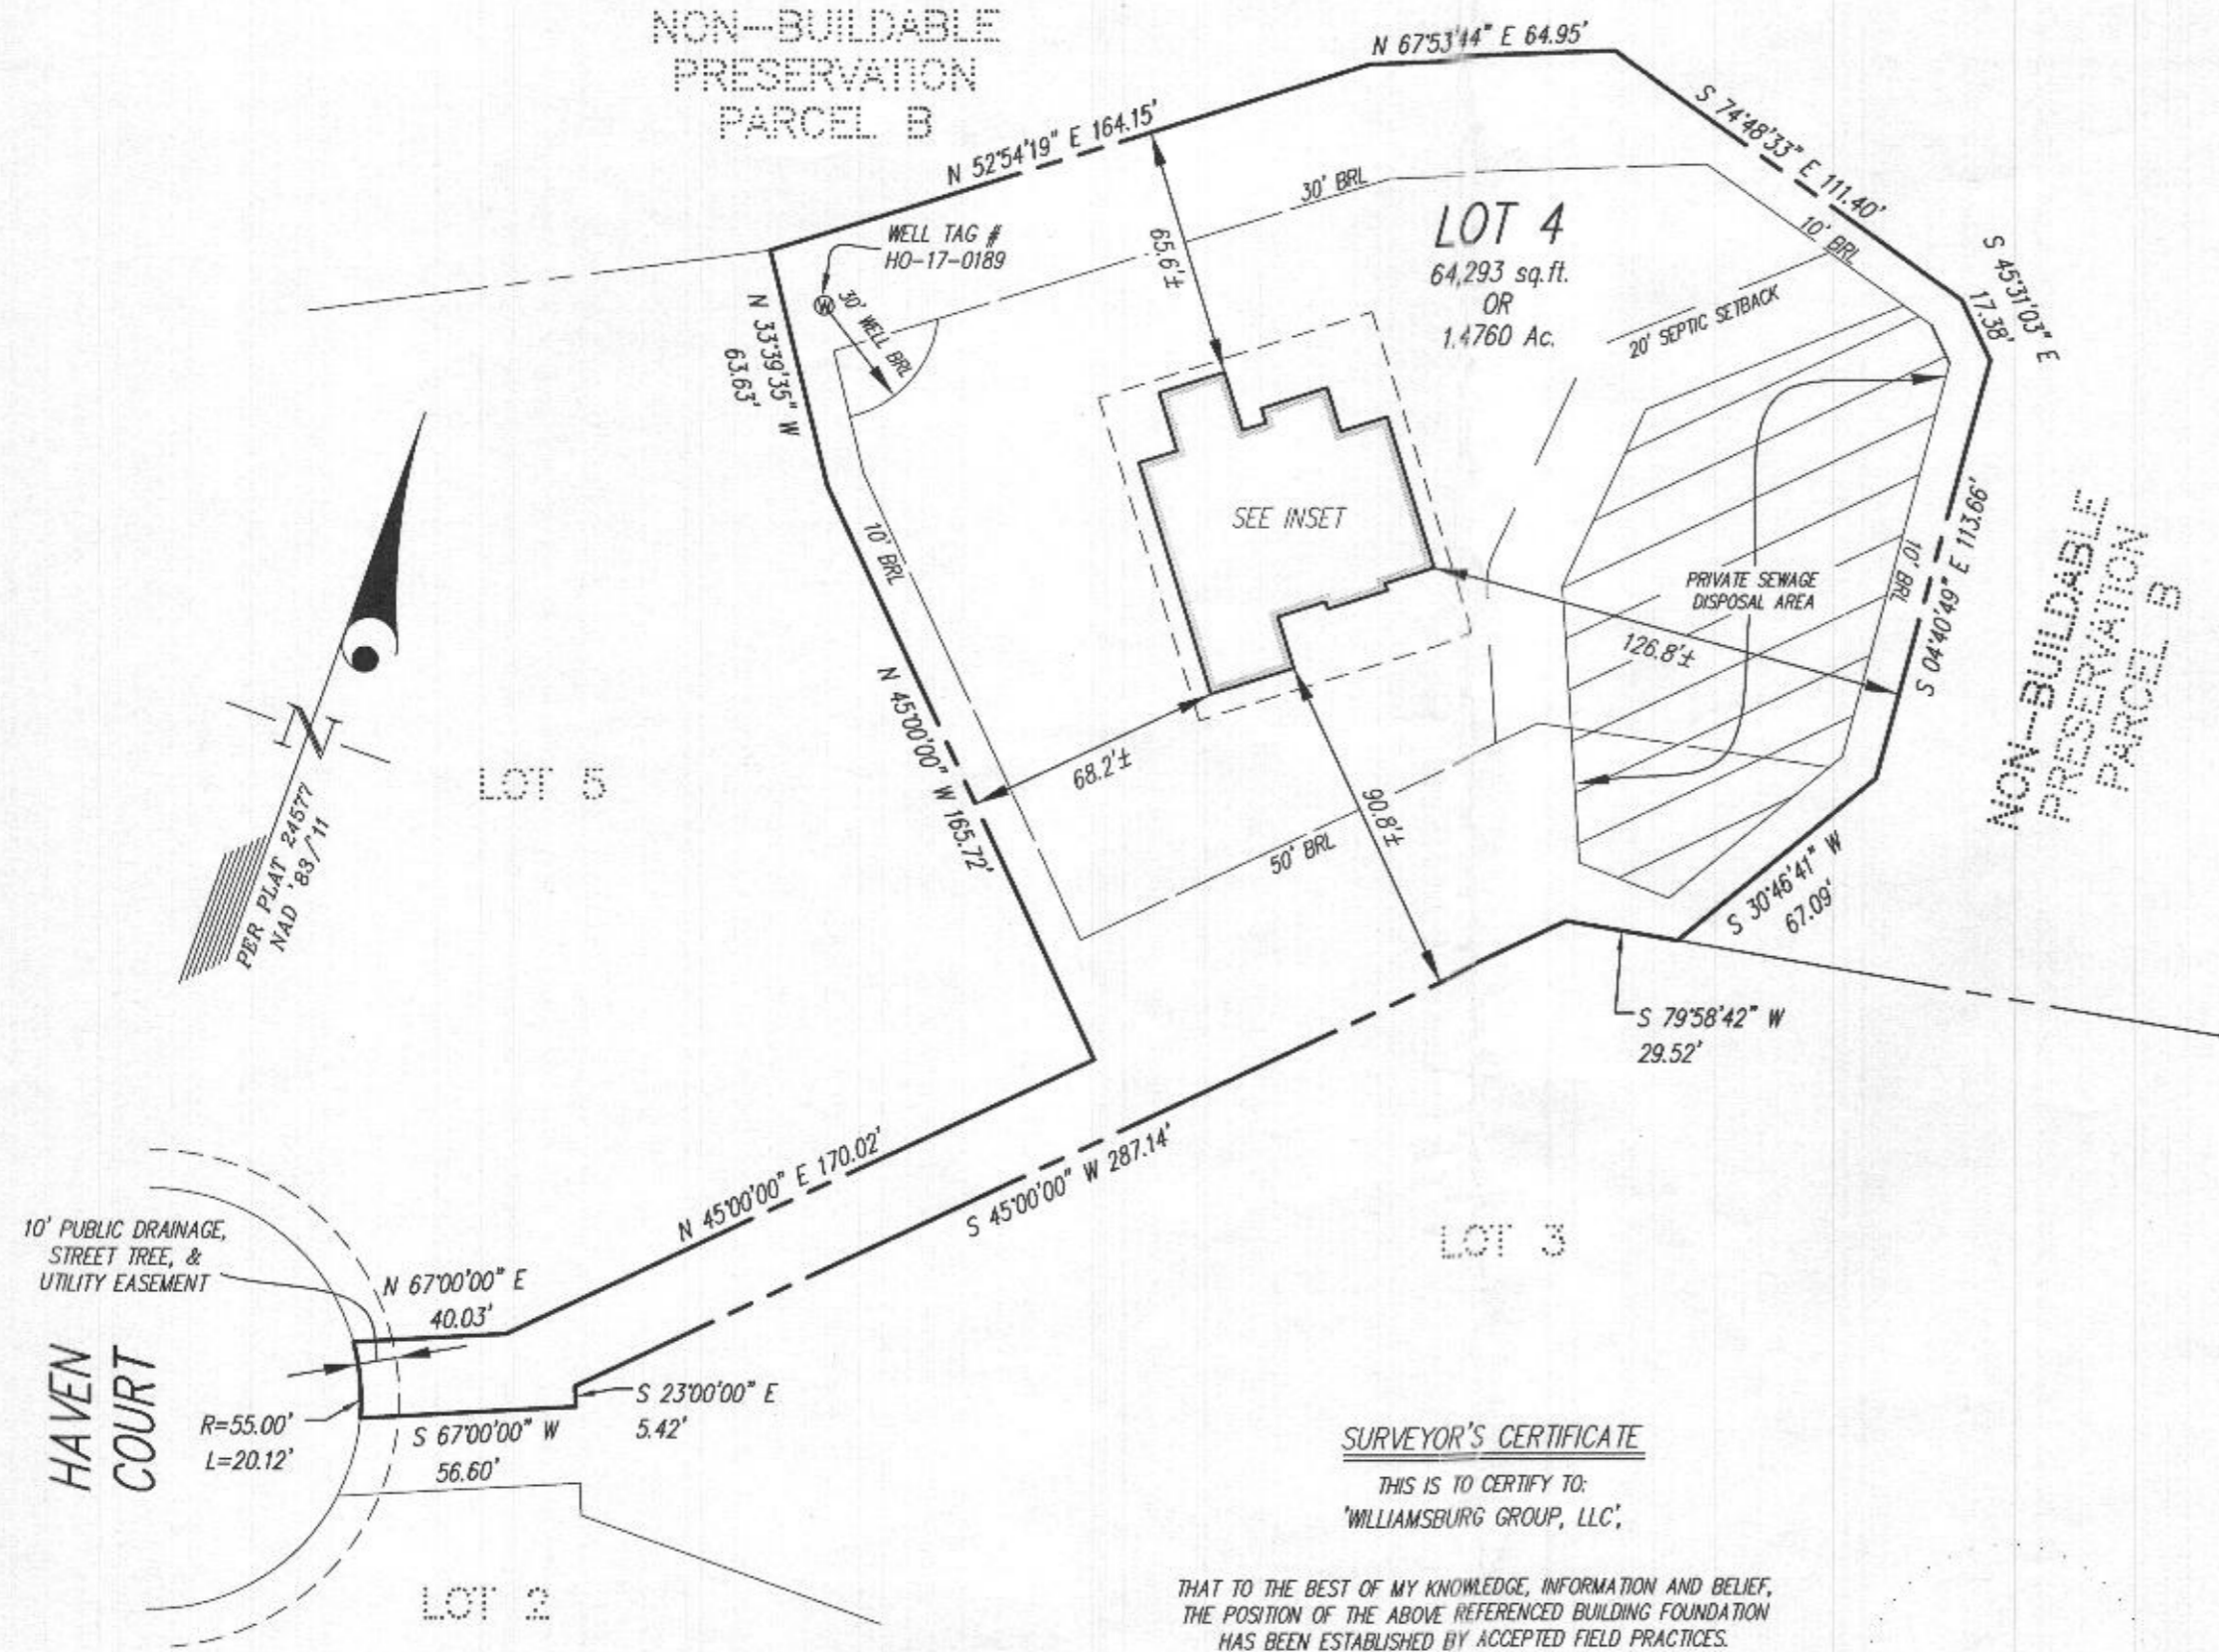 NON-BUILDABLE
PRESERVATION
PARCEL B
N 67°53'44" E 64.95'
S 74°48'33" E 111.40'
N 52°54'19" E 164.15'
30' BRL
LOT 4
64,293 sq.ft.
OR
1.4760 Ac.
10' BRL
S 45°31'03" E
17.38'
WELL TAG #
HO-17-0189
W
30' WELL BRL
65.6'±
20' SEPTIC SETBACK
N 33°39'35" W
63.63'
SEE INSET
10' BRL
PRIVATE SEWAGE
DISPOSAL AREA
10' BRL
S 04°40'49" E 113.66'
NON-BUILDABLE
PRESERVATION
PARCEL B
126.8'±
N
PER PLAT 24577
NAD '83/'11
LOT 5
N 45°00'00" W 165.72'
68.2'±
90.8'±
50' BRL
S 30°46'41" W
67.09'
S 79°58'42" W
29.52'
N 45°00'00" E 170.02'
S 45°00'00" W 287.14'
LOT 3
10' PUBLIC DRAINAGE,
STREET TREE, &
UTILITY EASEMENT
N 67°00'00" E
40.03'
HAVEN
COURT
R=55.00'
L=20.12'
S 67°00'00" W
56.60'
S 23°00'00" E
5.42'
LOT 2
SURVEYOR'S CERTIFICATE
THIS IS TO CERTIFY TO:
'WILLIAMSBURG GROUP, LLC',
THAT TO THE BEST OF MY KNOWLEDGE, INFORMATION AND BELIEF,
THE POSITION OF THE ABOVE REFERENCED BUILDING FOUNDATION
HAS BEEN ESTABLISHED BY ACCEPTED FIELD PRACTICES.